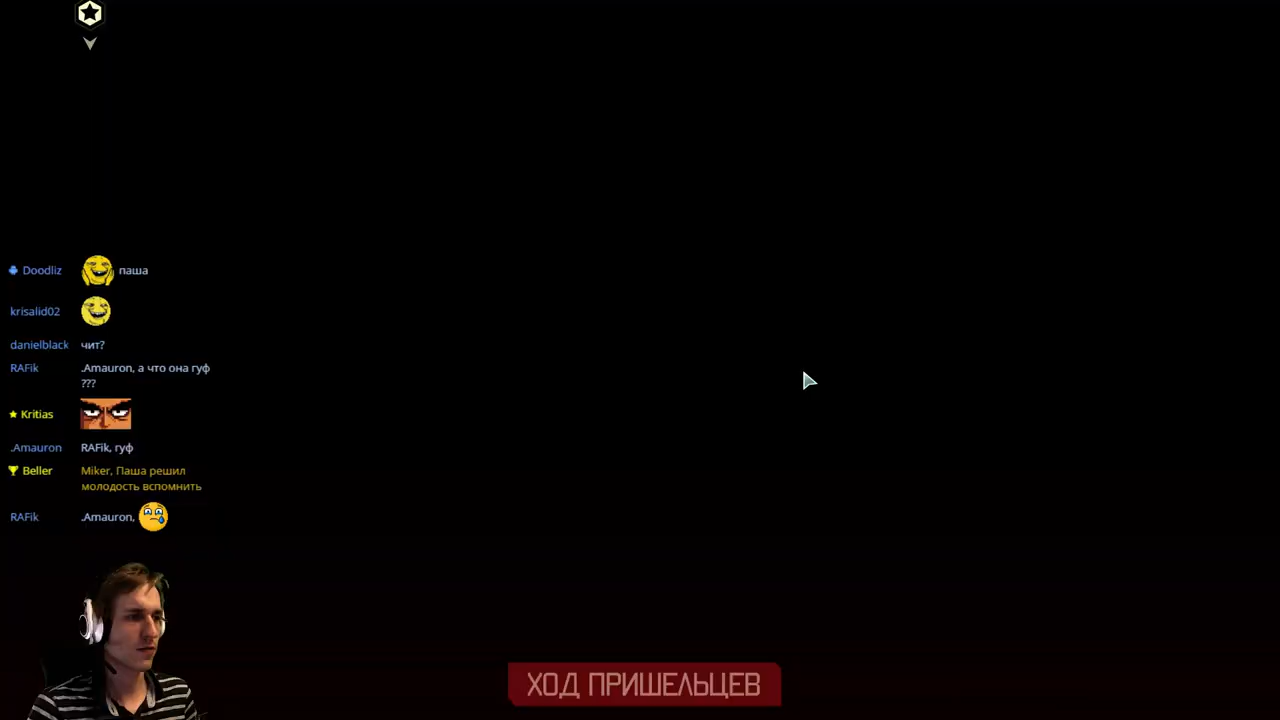 Doodliz паша
krisalid02
danielblack чит?
RAFik .Amauron, а что она гуф
???
Kritias
.Amauron RAFik, гуф
Beller Miker, Паша решил
молодость вспомнить
RAFik .Amauron,
ХОД ПРИШЕЛЬЦЕВ